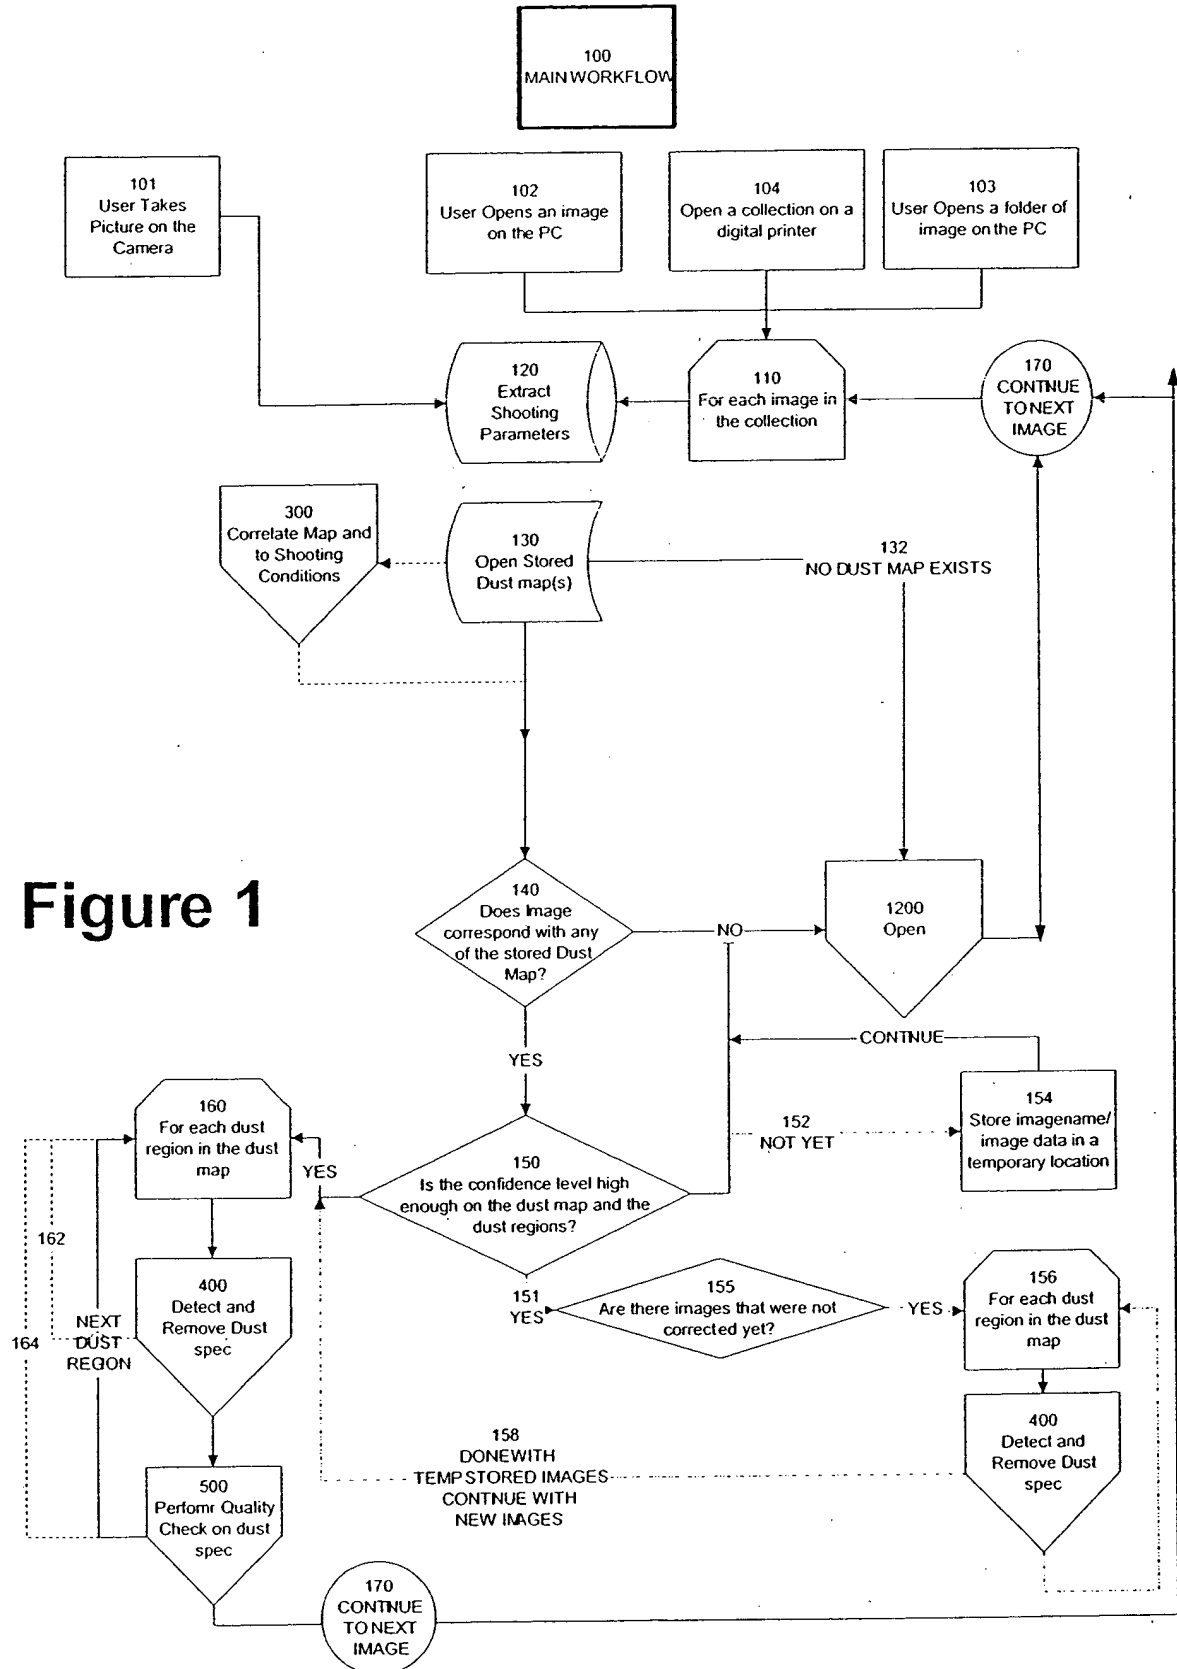 100
MAIN WORKFLOW
101
User Takes
Picture on the
Camera
102
User Opens an image
on the PC
104
Open a collection on a
digital printer
103
User Opens a folder of
image on the PC
120
Extract
Shooting
Parameters
110
For each image in
the collection
170
CONTNUE
TO NEXT
IMAGE
300
Correlate Map and
to Shooting
Conditions
130
Open Stored
Dust map(s)
132
NO DUST MAP EXISTS
Figure 1
140
Does Image
correspond with any
of the stored Dust
Map?
NO
1200
Open
YES
CONTNUE
160
For each dust
region in the dust
map
YES
150
Is the confidence level high
enough on the dust map and the
dust regions?
152
NOT YET
154
Store imagename/
image data in a
temporary location
162
164
NEXT
DUST
REGION
400
Detect and
Remove Dust
spec
151
YES
155
Are there images that were not
corrected yet?
YES
156
For each dust
region in the dust
map
158
DONEWITH
TEMPSTORED IMAGES
CONTNUE WITH
NEW IMAGES
400
Detect and
Remove Dust
spec
500
Perfomr Quality
Check on dust
spec
170
CONTNUE
TO NEXT
IMAGE